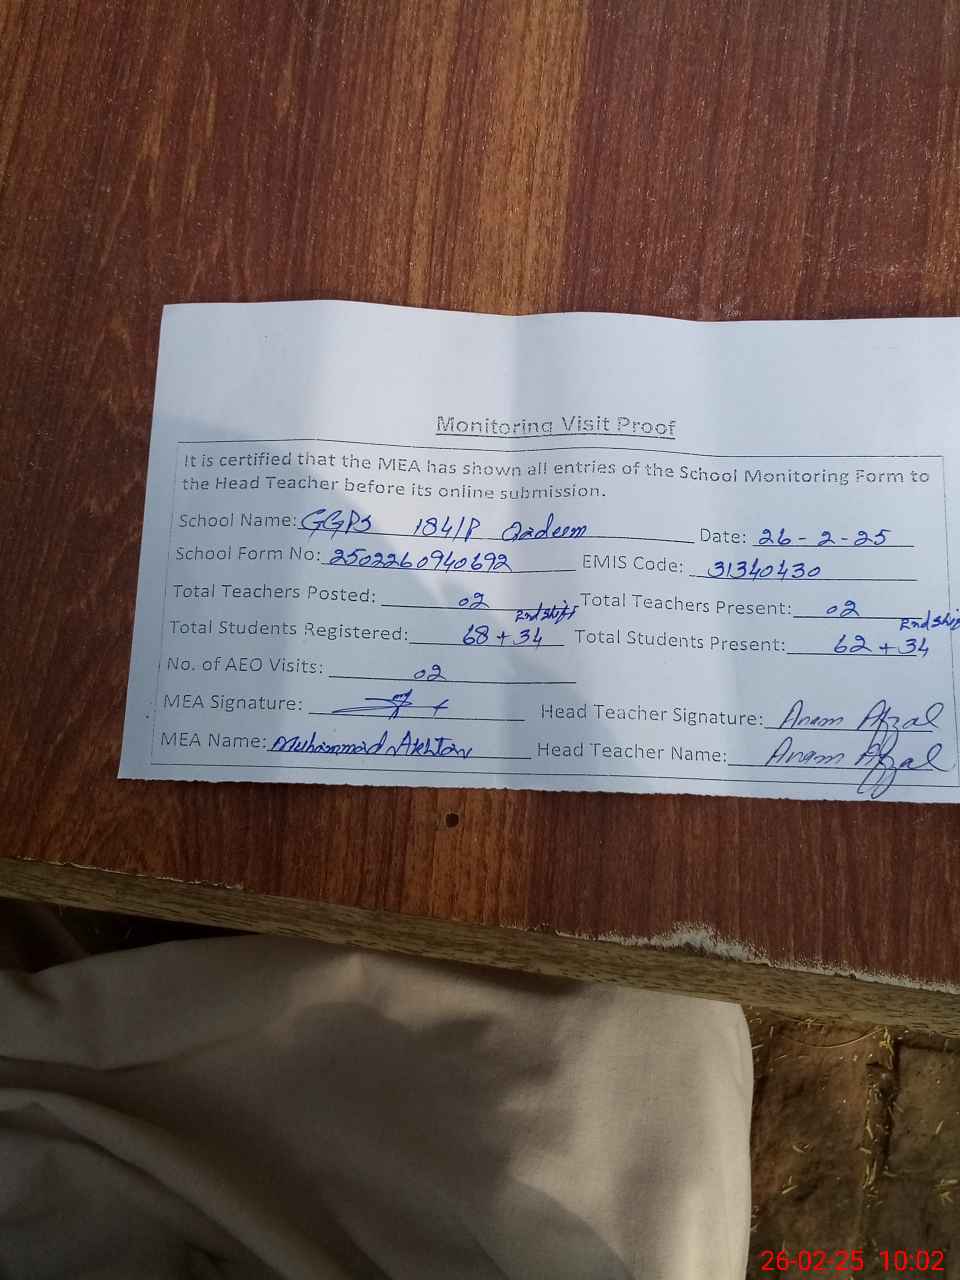 Monitoring Visit Proof
It is certified that the MEA has shown all entries of the School Monitoring Form to
the Head Teacher before its online submission.
School Name: GGPS 184/P Qadeem Date: 26-2-25
School Form No: 2502260940692 EMIS Code: 31340430
Total Teachers Posted: 02 Total Teachers Present: 02
Total Students Registered: 68+34 2nd Shift Total Students Present: 62+34 2nd Shif
No. of AEO Visits: 02
MEA Signature: Head Teacher Signature: Anam Afzal
MEA Name: Muhammad Akhtar Head Teacher Name: Anam Afzal
26-02-25 10:02